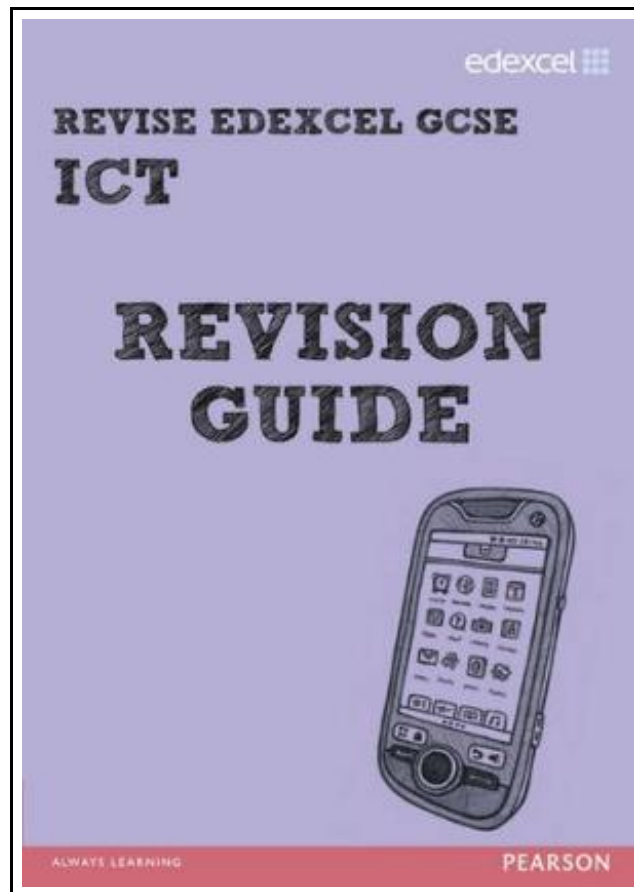 edexcel
REVISE EDEXCEL GCSE
ICT
REVISION
GUIDE
ALWAYS LEARNING
PEARSON